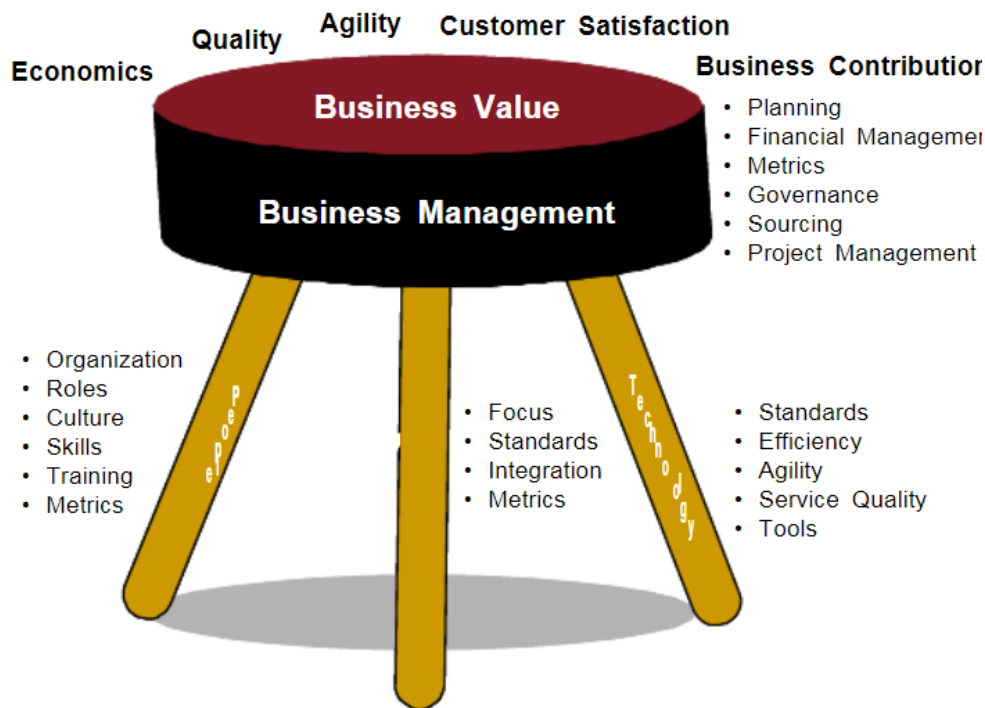 Economics
Quality
Agility
Customer Satisfaction
Business Contribution
Business Value
Business Management
• Planning
• Financial Managemen
• Metrics
• Governance
• Sourcing
• Project Management
• Organization
• Roles
• Culture
• Skills
• Training
• Metrics
People
• Focus
• Standards
• Integration
• Metrics
Technology
• Standards
• Efficiency
• Agility
• Service Quality
• Tools